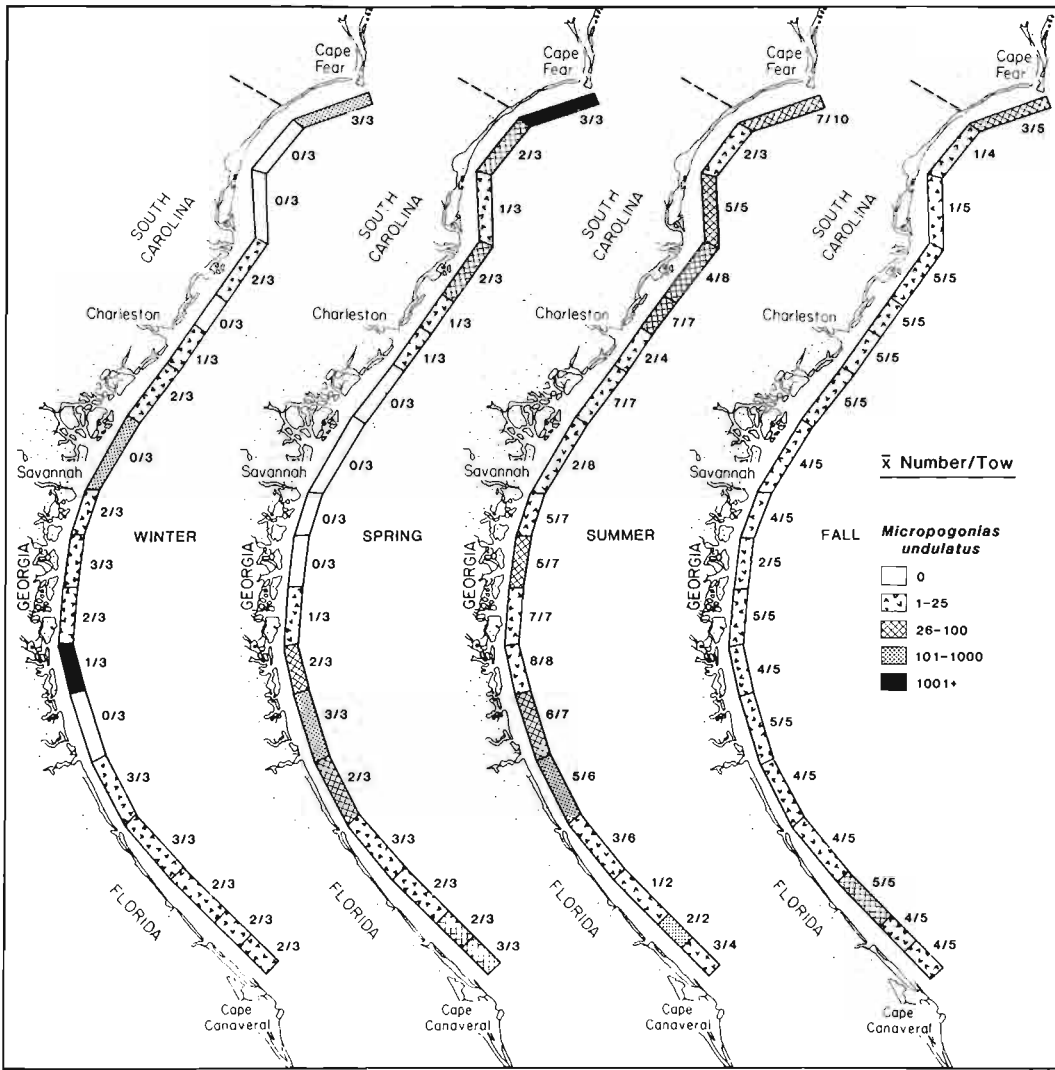 Cape
Fear
3/3
0/3
0/3
SOUTH
CAROLINA
2/3
0/3
Charleston
1/3
2/3
0/3
Savannah
2/3
WINTER
GEORGIA
3/3
2/3
1/3
0/3
3/3
3/3
2/3
FLORIDA
2/3
2/3
Cape
Canaveral
Cape
Fear
3/3
2/3
1/3
SOUTH
CAROLINA
2/3
1/3
Charleston
1/3
0/3
0/3
Savannah
0/3
SPRING
GEORGIA
0/3
1/3
2/3
3/3
2/3
3/3
2/3
FLORIDA
2/3
3/3
Cape
Canaveral
Cape
Fear
7/10
2/3
5/5
SOUTH
CAROLINA
4/8
7/7
Charleston
2/4
7/7
2/8
Savannah
5/7
SUMMER
GEORGIA
5/7
7/7
8/8
6/7
5/6
3/6
1/2
FLORIDA
2/2
3/4
Cape
Canaveral
Cape
Fear
3/5
1/4
1/5
SOUTH
CAROLINA
5/5
5/5
Charleston
5/5
5/5
4/5
Savannah
4/5
FALL
GEORGIA
2/5
5/5
4/5
5/5
4/5
4/5
5/5
FLORIDA
4/5
4/5
Cape
Canaveral
x̅ Number/Tow
Micropogonias
undulatus
0
1-25
26-100
101-1000
1001+